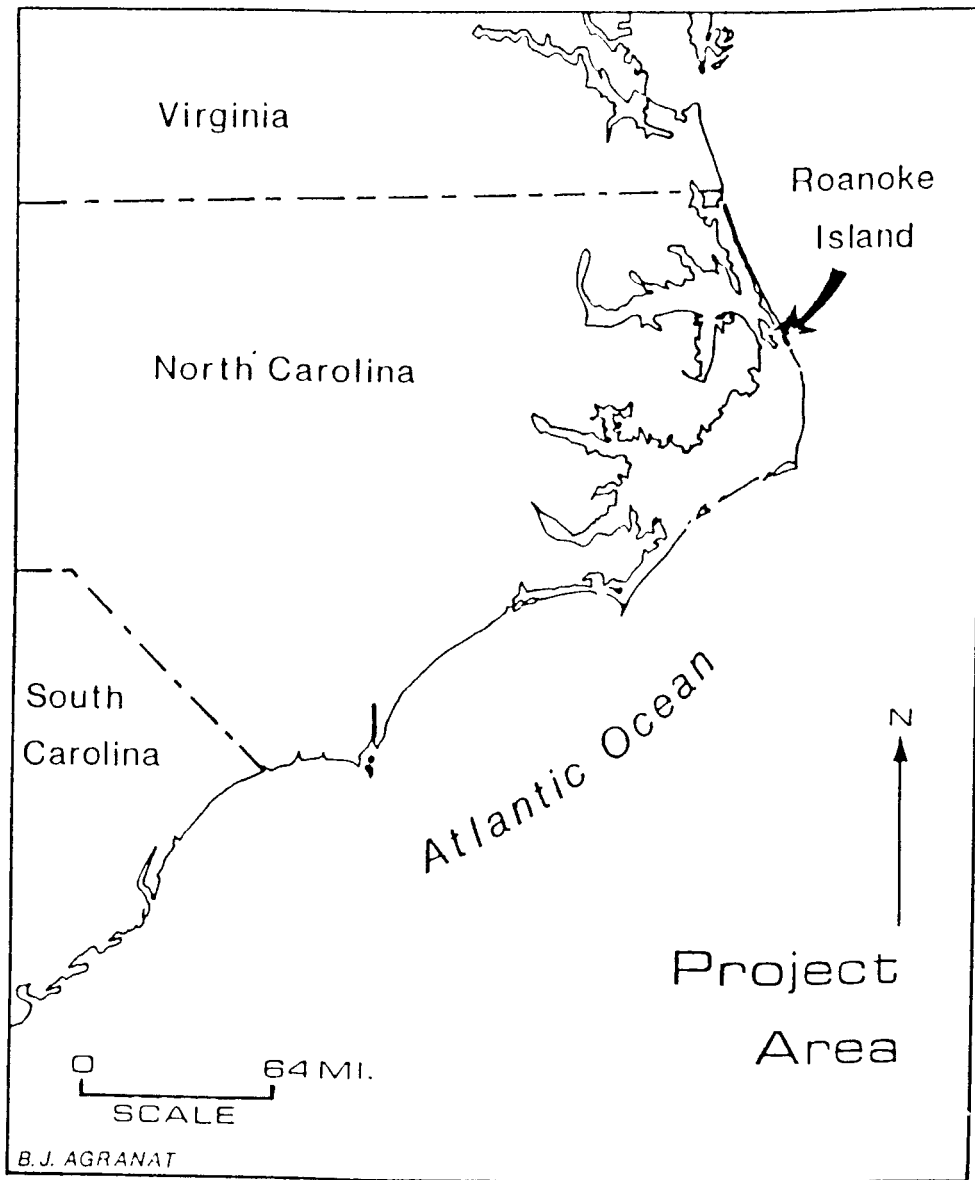 Virginia
Roanoke
Island
North Carolina
South
Carolina
Atlantic Ocean
N
Project
Area
0 64 MI.
SCALE
B.J. AGRANAT